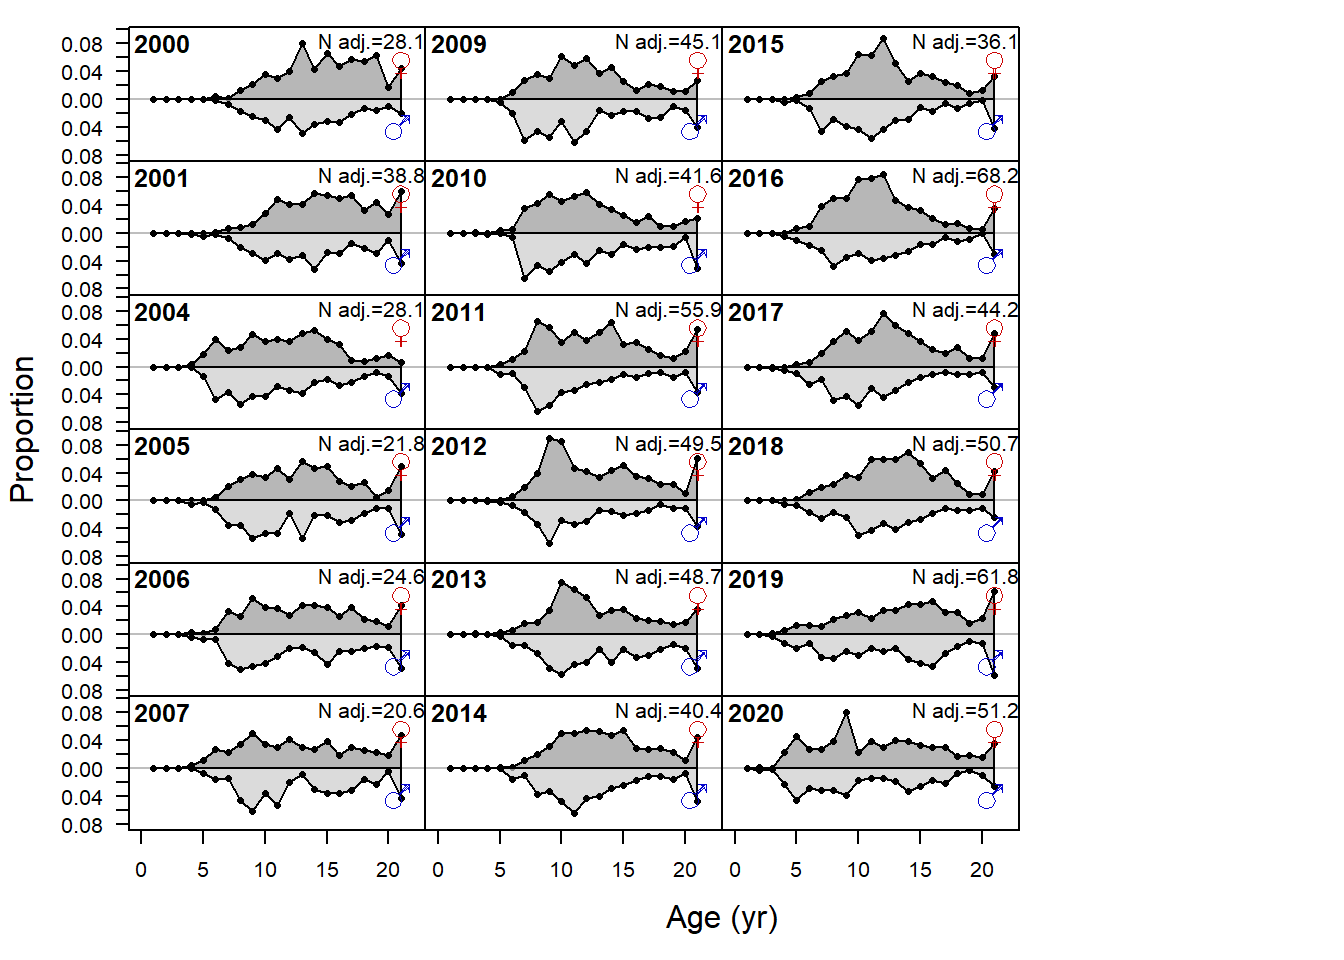 2000 N adj.=28.1
2009 N adj.=45.1
2015 N adj.=36.1
0.08
0.04
0.00
0.04
0.08
2001 N adj.=38.8
2010 N adj.=41.6
2016 N adj.=68.2
0.08
0.04
0.00
0.04
0.08
2004 N adj.=28.1
2011 N adj.=55.9
2017 N adj.=44.2
0.08
0.04
0.00
0.04
0.08
2005 N adj.=21.8
2012 N adj.=49.5
2018 N adj.=50.7
0.08
0.04
0.00
0.04
0.08
2006 N adj.=24.6
2013 N adj.=48.7
2019 N adj.=61.8
0.08
0.04
0.00
0.04
0.08
2007 N adj.=20.6
2014 N adj.=40.4
2020 N adj.=51.2
0.08
0.04
0.00
0.04
0.08
Proportion
0 5 10 15 20 0 5 10 15 20 0 5 10 15 20
Age (yr)